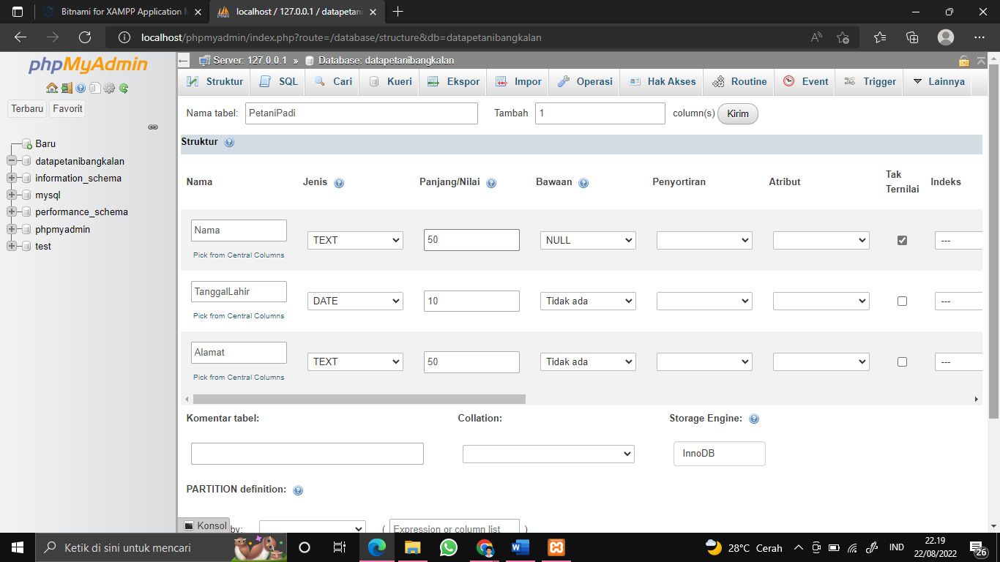 Bitnami for XAMPP Application M
localhost / 127.0.0.1 / datapetani
localhost/phpmyadmin/index.php?route=/database/structure&db=datapetanibangkalan
phpMyAdmin
Terbaru Favorit
Baru
datapetanibangkalan
information_schema
mysql
performance_schema
phpmyadmin
test
Server: 127.0.0.1 » Database: datapetanibangkalan
Struktur SQL Cari Kueri Ekspor Impor Operasi Hak Akses Routine Event Trigger Lainnya
Nama tabel: PetaniPadi Tambah 1 column(s) Kirim
Struktur
Nama Jenis Panjang/Nilai Bawaan Penyortiran Atribut Tak Ternilai Indeks
Nama TEXT 50 NULL ---
Pick from Central Columns
TanggalLahir DATE 10 Tidak ada ---
Pick from Central Columns
Alamat TEXT 50 Tidak ada ---
Pick from Central Columns
Komentar tabel: Collation: Storage Engine:
InnoDB
PARTITION definition:
Konsol by: ( Expression or column list )
Ketik di sini untuk mencari
28°C Cerah IND 22.19
22/08/2022 26